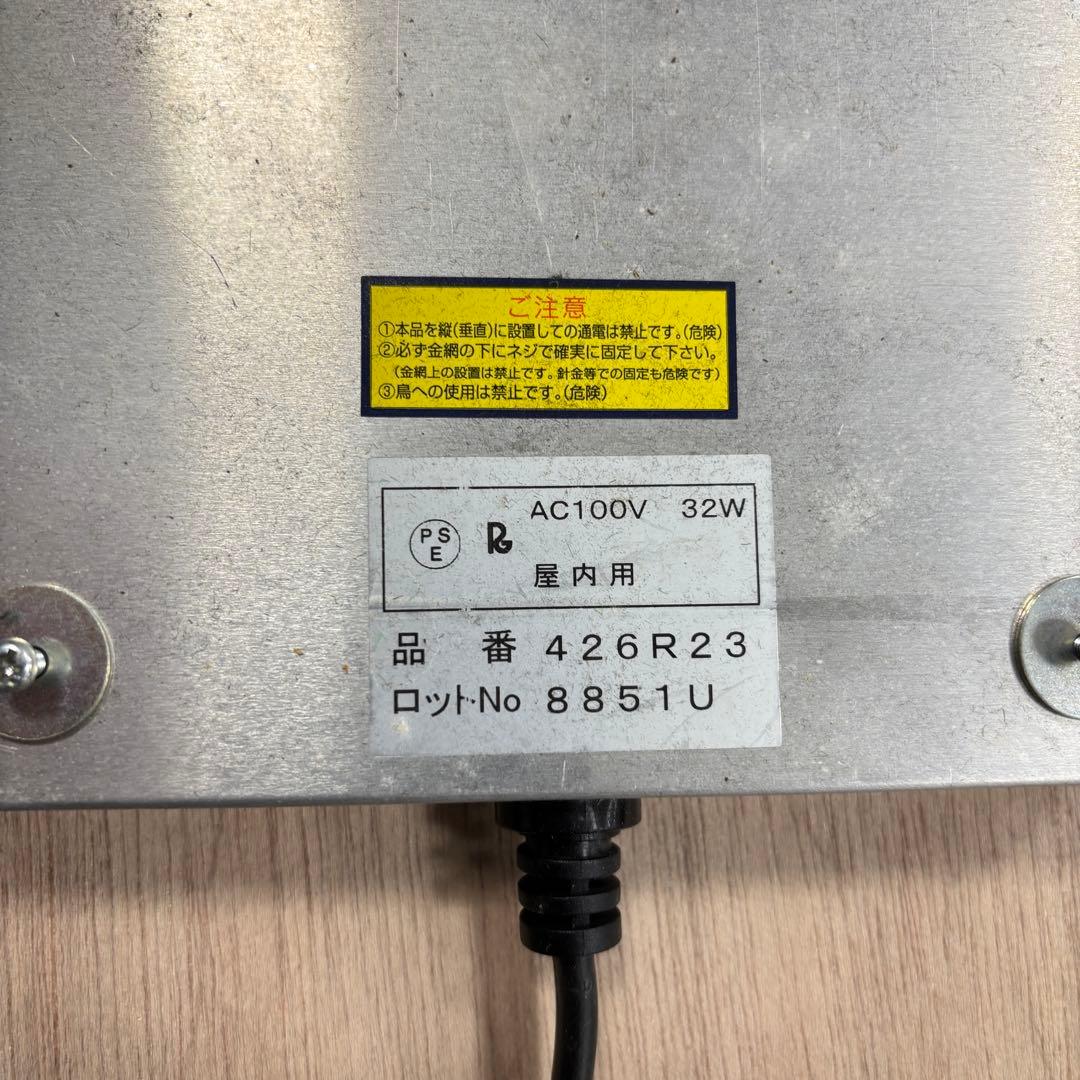 ご注意
①本品を縦(垂直)に設置しての通電は禁止です。(危険)
②必ず金網の下にネジで確実に固定して下さい。
(金網上の設置は禁止です。針金等での固定も危険です)
③鳥への使用は禁止です。(危険)
AC100V 32W
PS
E
屋内用
品 番 426R23
ロット・No 8851U